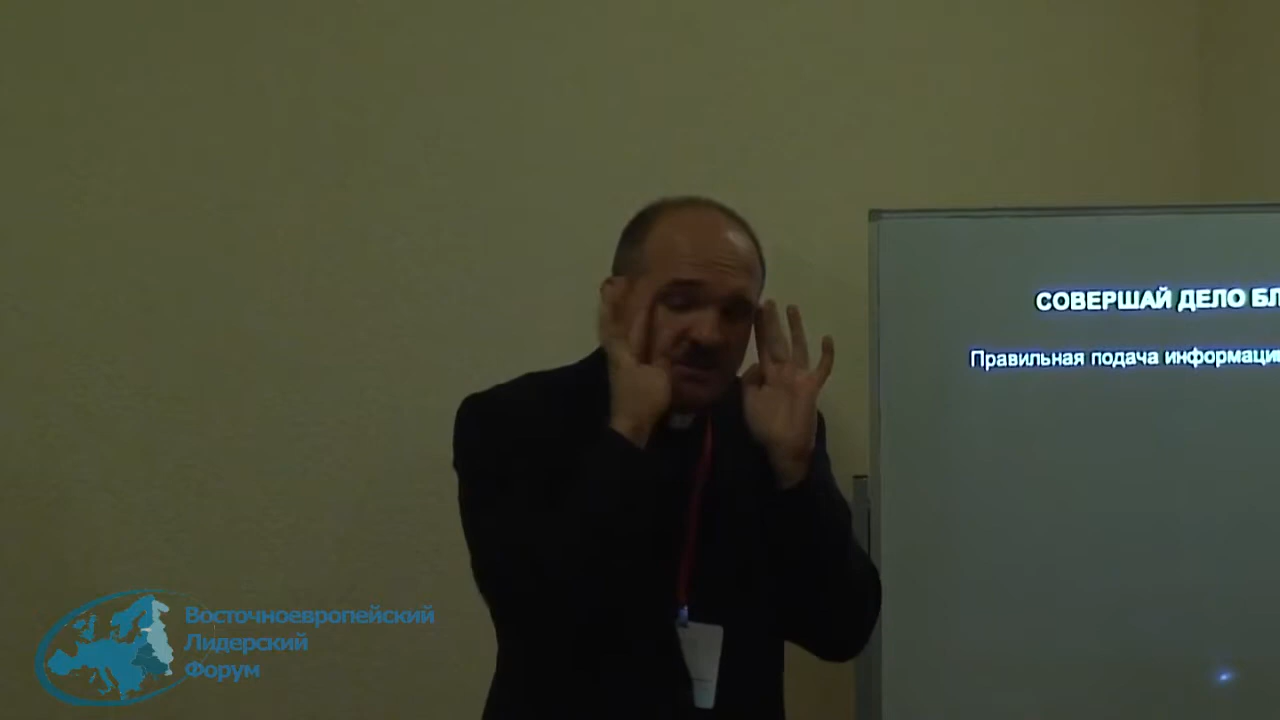 СОВЕРШАЙ ДЕЛО
Правильная подача
Восточноевропейский
Лидерский
Форум